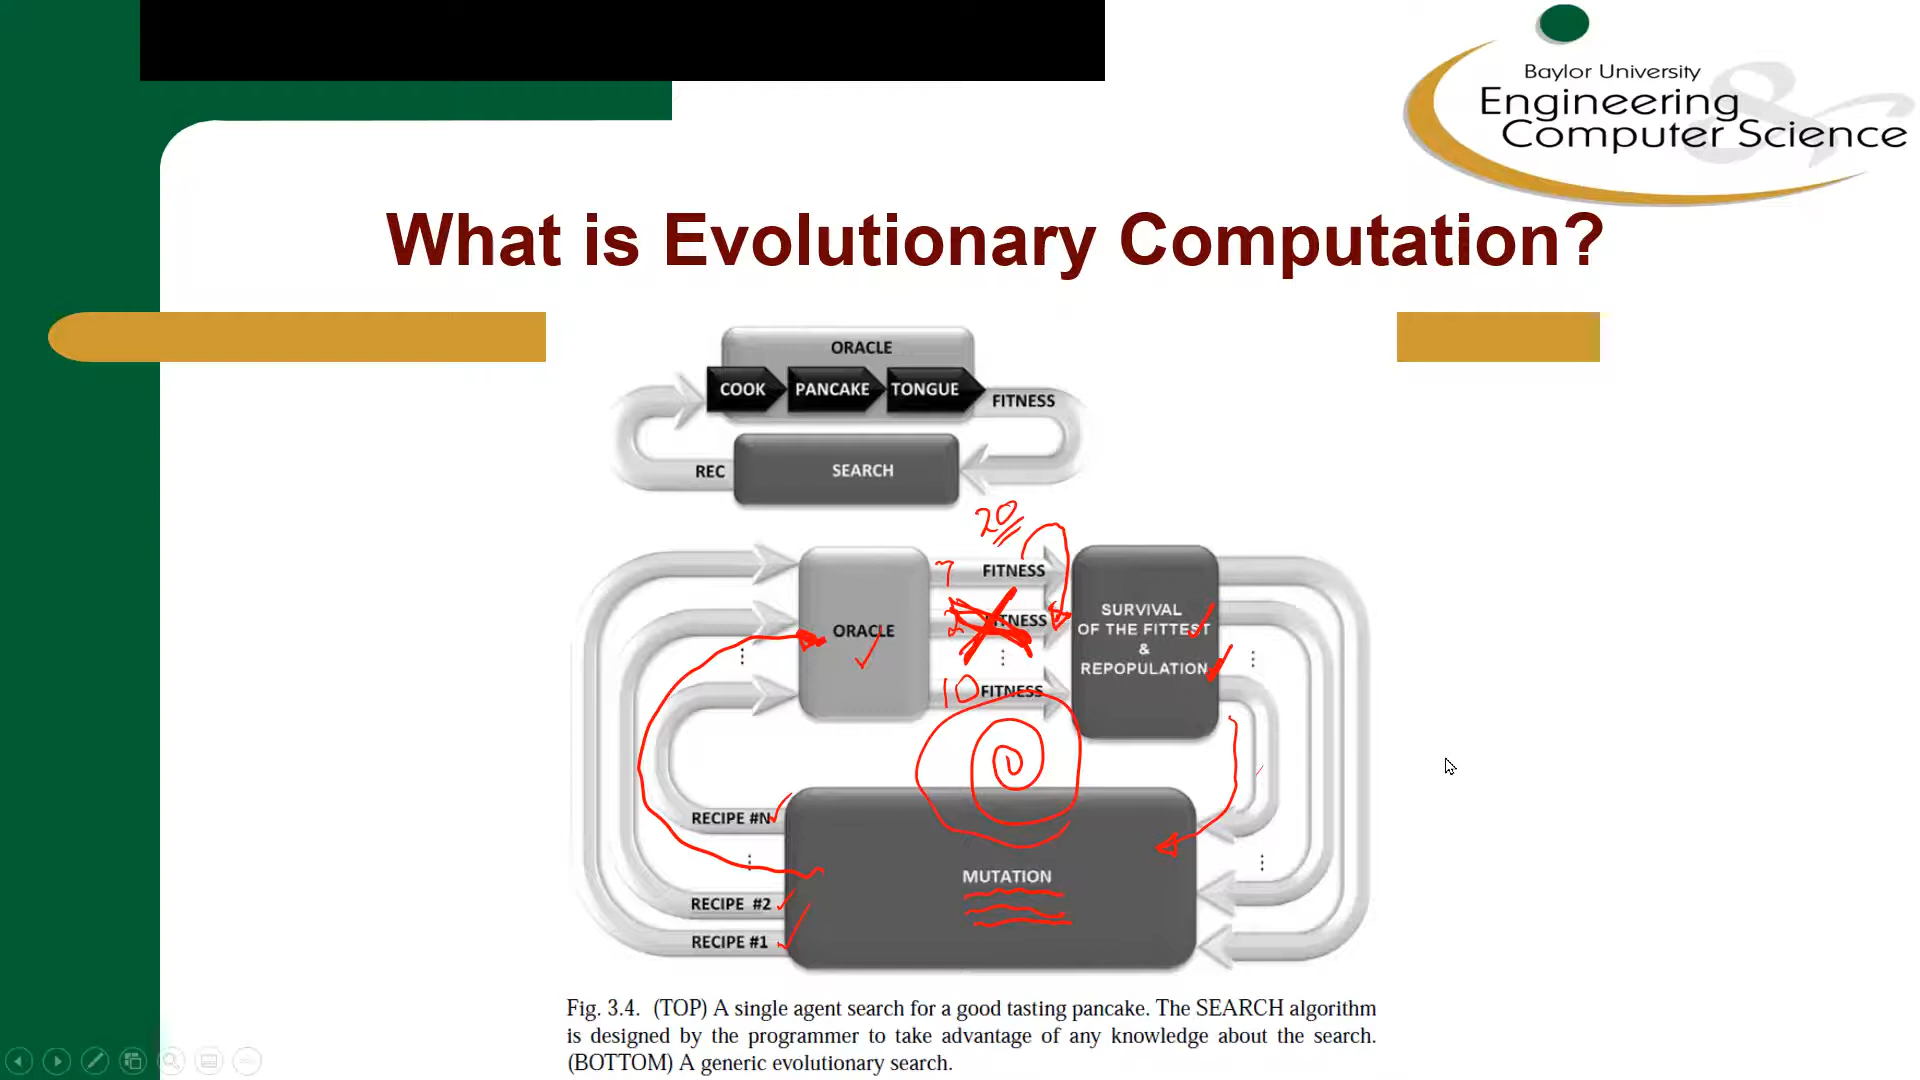 Baylor University
Engineering
&
Computer Science
What is Evolutionary Computation?
ORACLE
COOK PANCAKE TONGUE
FITNESS
REC SEARCH
20
7 FITNESS
FITNESS
ORACLE
10 FITNESS
SURVIVAL
OF THE FITTEST
&
REPOPULATION
RECIPE #N
MUTATION
RECIPE #2
RECIPE #1
Fig. 3.4. (TOP) A single agent search for a good tasting pancake. The SEARCH algorithm
is designed by the programmer to take advantage of any knowledge about the search.
(BOTTOM) A generic evolutionary search.